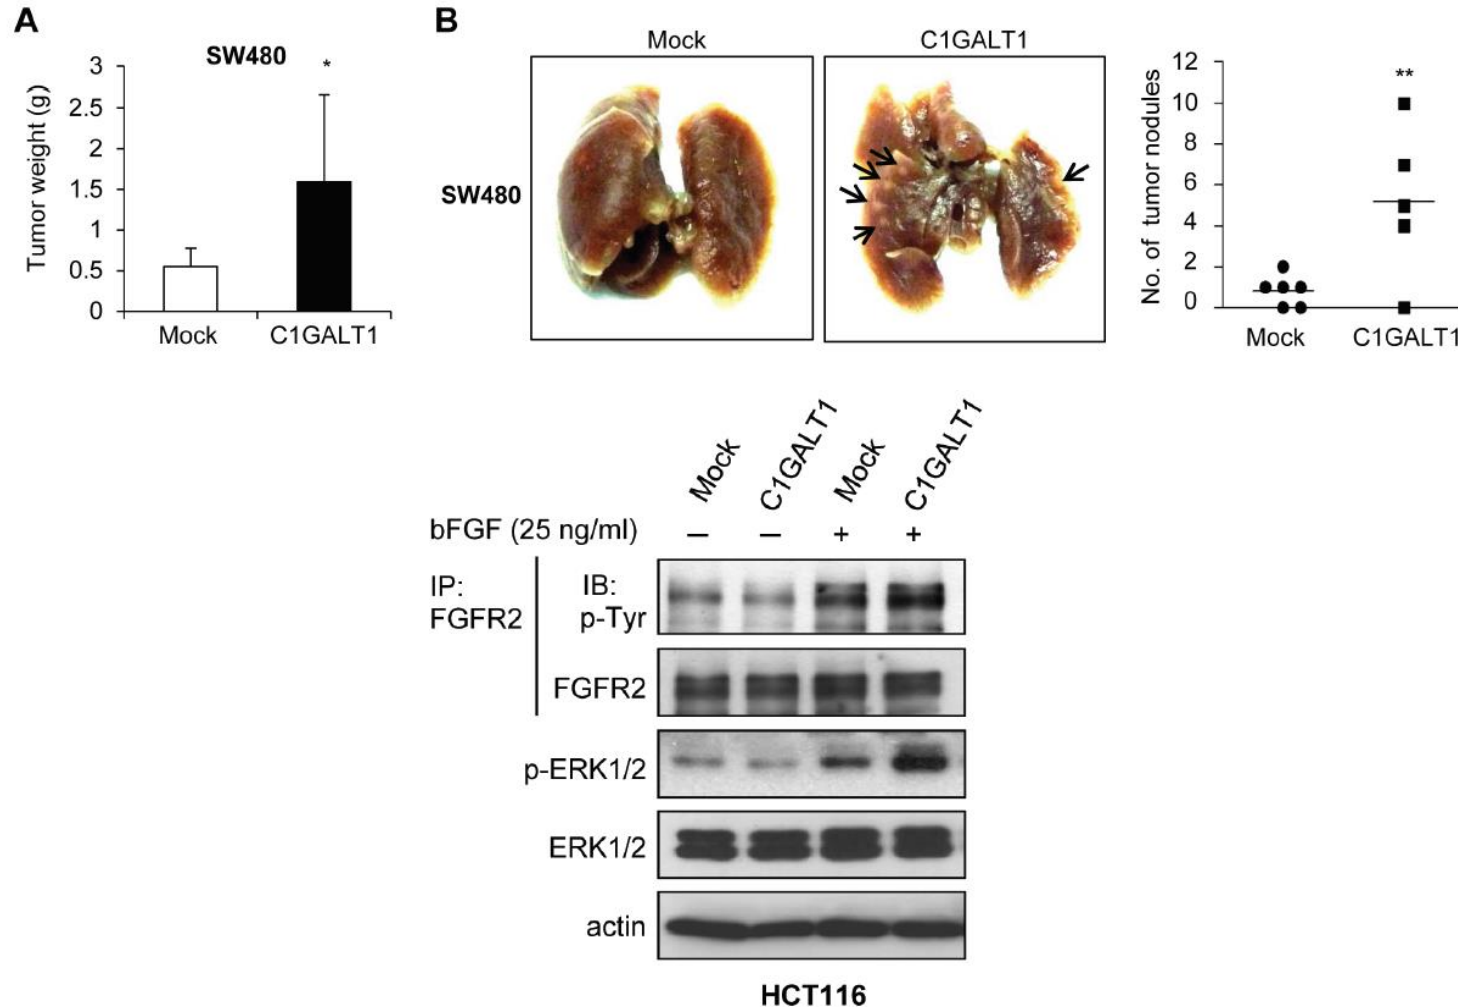 A
SW480
*
Tumor weight (g)
3
2.5
2
1.5
1
0.5
0
Mock
C1GALT1
B
Mock
C1GALT1
SW480
No. of tumor nodules
12
10
8
6
4
2
0
**
Mock
C1GALT1
Mock
C1GALT1
Mock
C1GALT1
bFGF (25 ng/ml) − − + +
IP:
FGFR2
IB:
p-Tyr
FGFR2
p-ERK1/2
ERK1/2
actin
HCT116